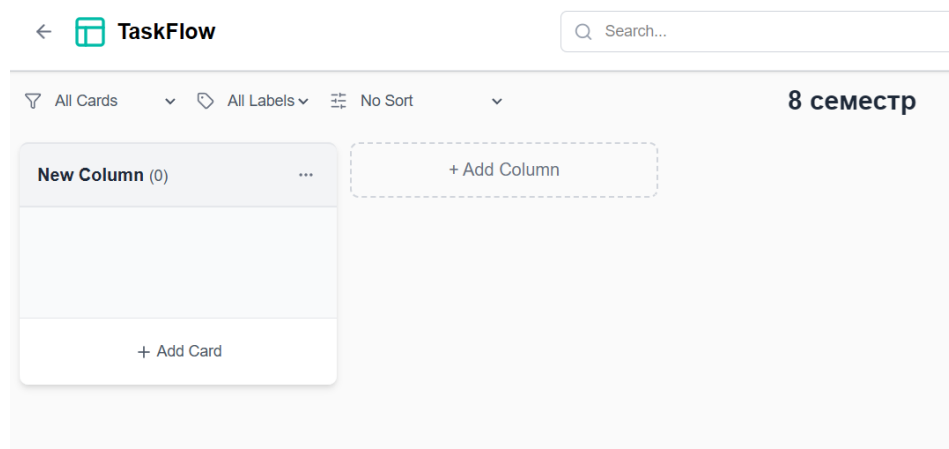 TaskFlow
Search...
All Cards
All Labels
No Sort
8 семестр
New Column (0)
+ Add Column
+ Add Card